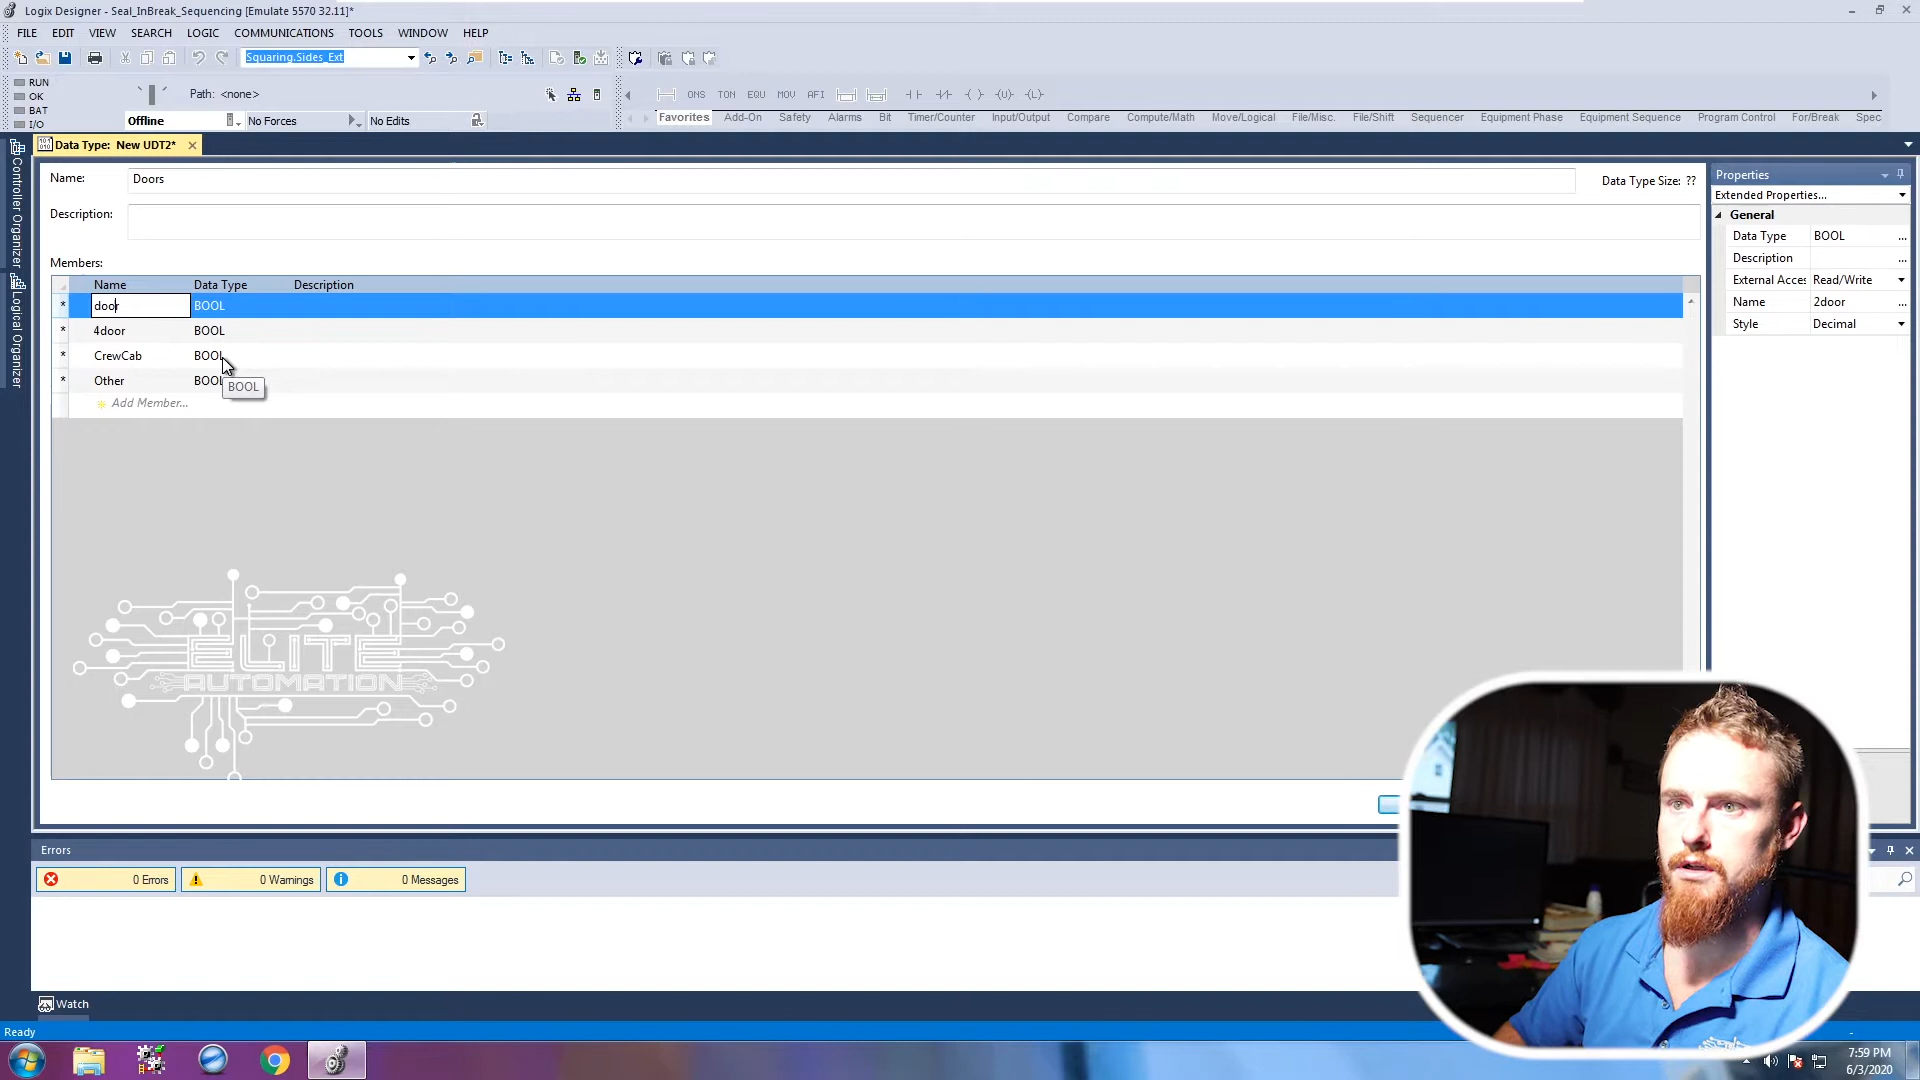 Logix Designer - Seal_InBreak_Sequencing [Emulate 5570 32.11]*
FILE EDIT VIEW SEARCH LOGIC COMMUNICATIONS TOOLS WINDOW HELP
Squaring.Sides_Ext
RUN
OK
BAT
I/O
Path: <none>
Offline No Forces No Edits
ONS TON EQU MOV AFI
Favorites Add-On Safety Alarms Bit Timer/Counter Input/Output Compare Compute/Math Move/Logical File/Misc. File/Shift Sequencer Equipment Phase Equipment Sequence Program Control For/Break Spec
Controller Organizer
Logical Organizer
Data Type: New UDT2*
Name: Doors Data Type Size: ??
Description:
Members:
Name Data Type Description
door BOOL
4door BOOL
CrewCab BOOL
Other BOOL
BOOL
Add Member...
Properties
Extended Properties...
General
Data Type BOOL ...
Description ...
External Acces Read/Write
Name 2door
Style Decimal
ELITE
AUTOMATION
Errors
0 Errors 0 Warnings 0 Messages
Watch
Ready
7:59 PM
6/3/2020